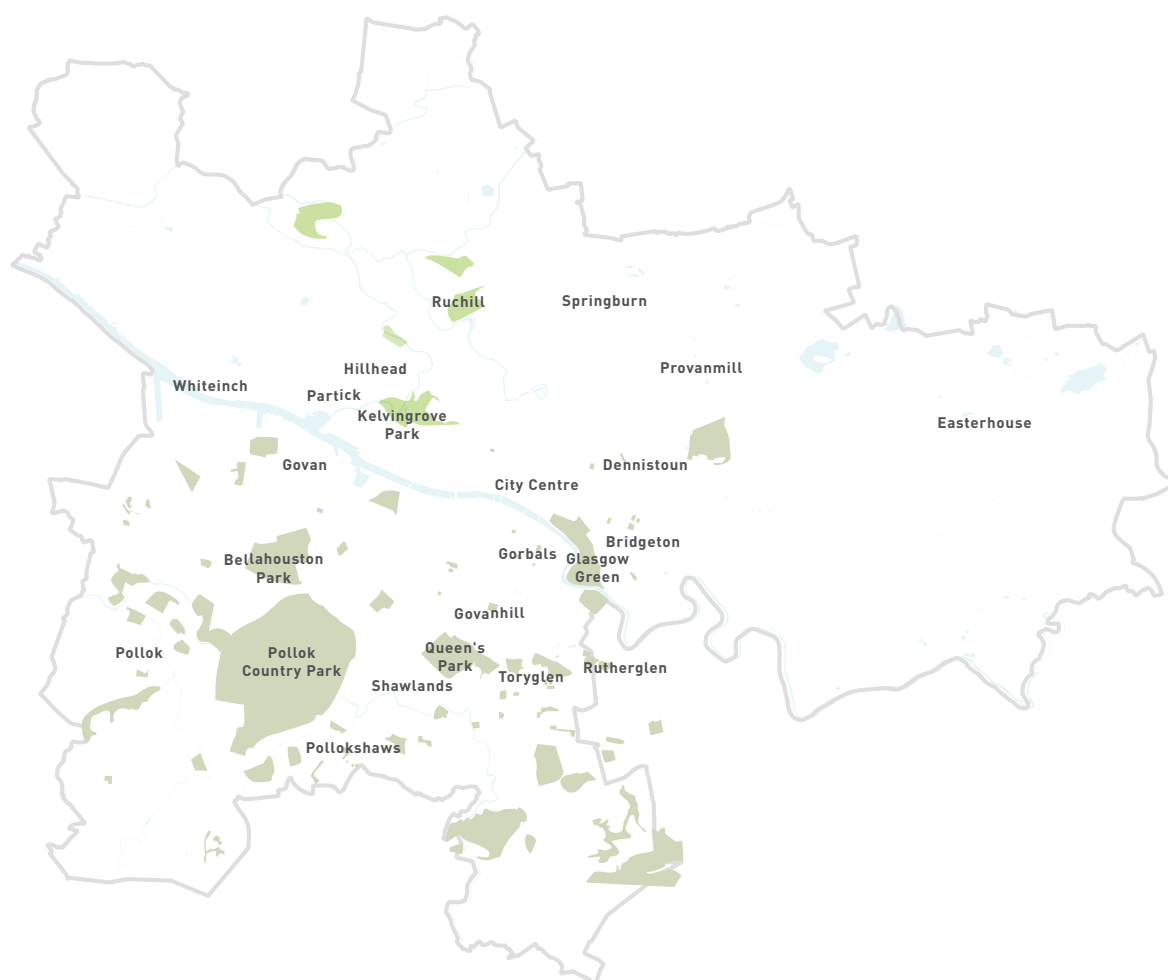 Ruchill
Springburn
Hillhead
Provanmill
Whiteinch
Partick
Kelvingrove
Park
Easterhouse
Govan
Dennistoun
City Centre
Bridgeton
Gorbals
Glasgow
Green
Bellahouston
Park
Govanhill
Pollok
Pollok
Country Park
Queen's
Park
Shawlands
Toryglen
Rutherglen
Pollokshaws